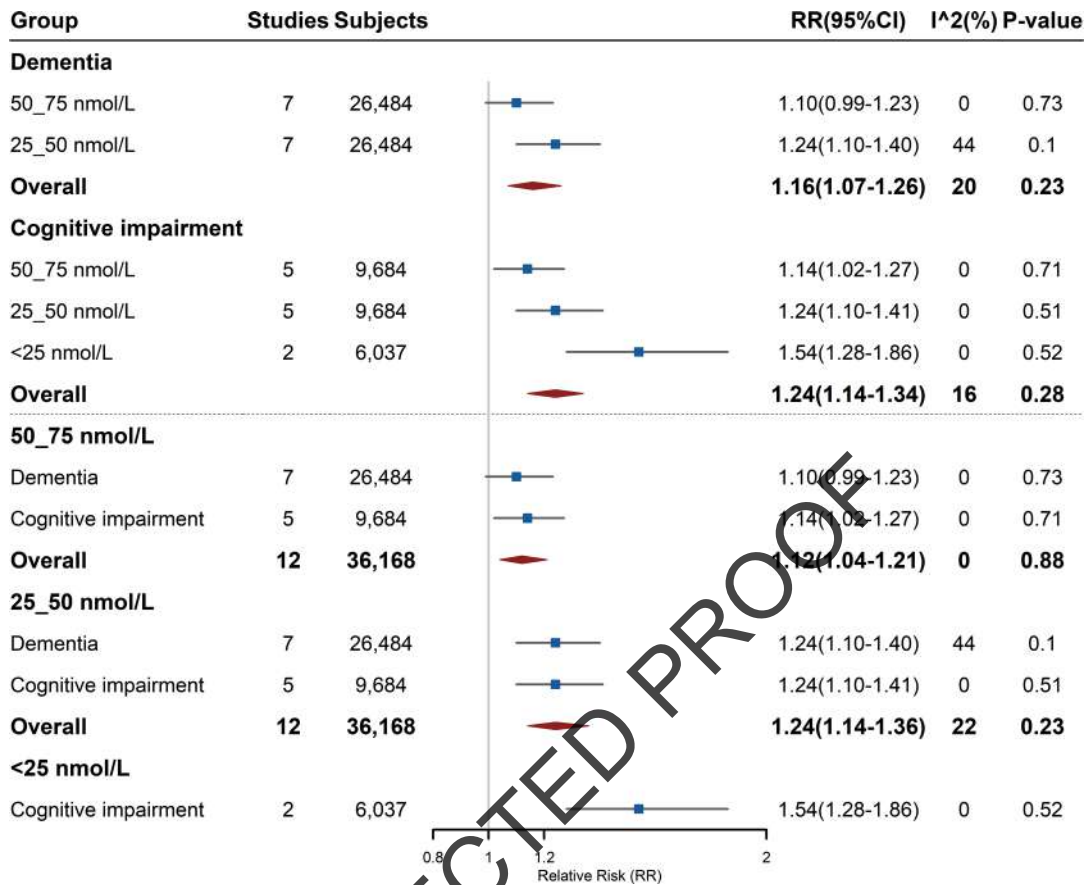 Group Studies Subjects RR(95%CI) I^2(%) P-value
Dementia
50_75 nmol/L 7 26,484 1.10(0.99-1.23) 0 0.73
25_50 nmol/L 7 26,484 1.24(1.10-1.40) 44 0.1
Overall 1.16(1.07-1.26) 20 0.23
Cognitive impairment
50_75 nmol/L 5 9,684 1.14(1.02-1.27) 0 0.71
25_50 nmol/L 5 9,684 1.24(1.10-1.41) 0 0.51
<25 nmol/L 2 6,037 1.54(1.28-1.86) 0 0.52
Overall 1.24(1.14-1.34) 16 0.28
50_75 nmol/L
Dementia 7 26,484 1.10(0.99-1.23) 0 0.73
Cognitive impairment 5 9,684 1.14(1.02-1.27) 0 0.71
Overall 12 36,168 1.12(1.04-1.21) 0 0.88
25_50 nmol/L
Dementia 7 26,484 1.24(1.10-1.40) 44 0.1
Cognitive impairment 5 9,684 1.24(1.10-1.41) 0 0.51
Overall 12 36,168 1.24(1.14-1.36) 22 0.23
<25 nmol/L
Cognitive impairment 2 6,037 1.54(1.28-1.86) 0 0.52
0.8 1 1.2 2
Relative Risk (RR)
CTED PROOF